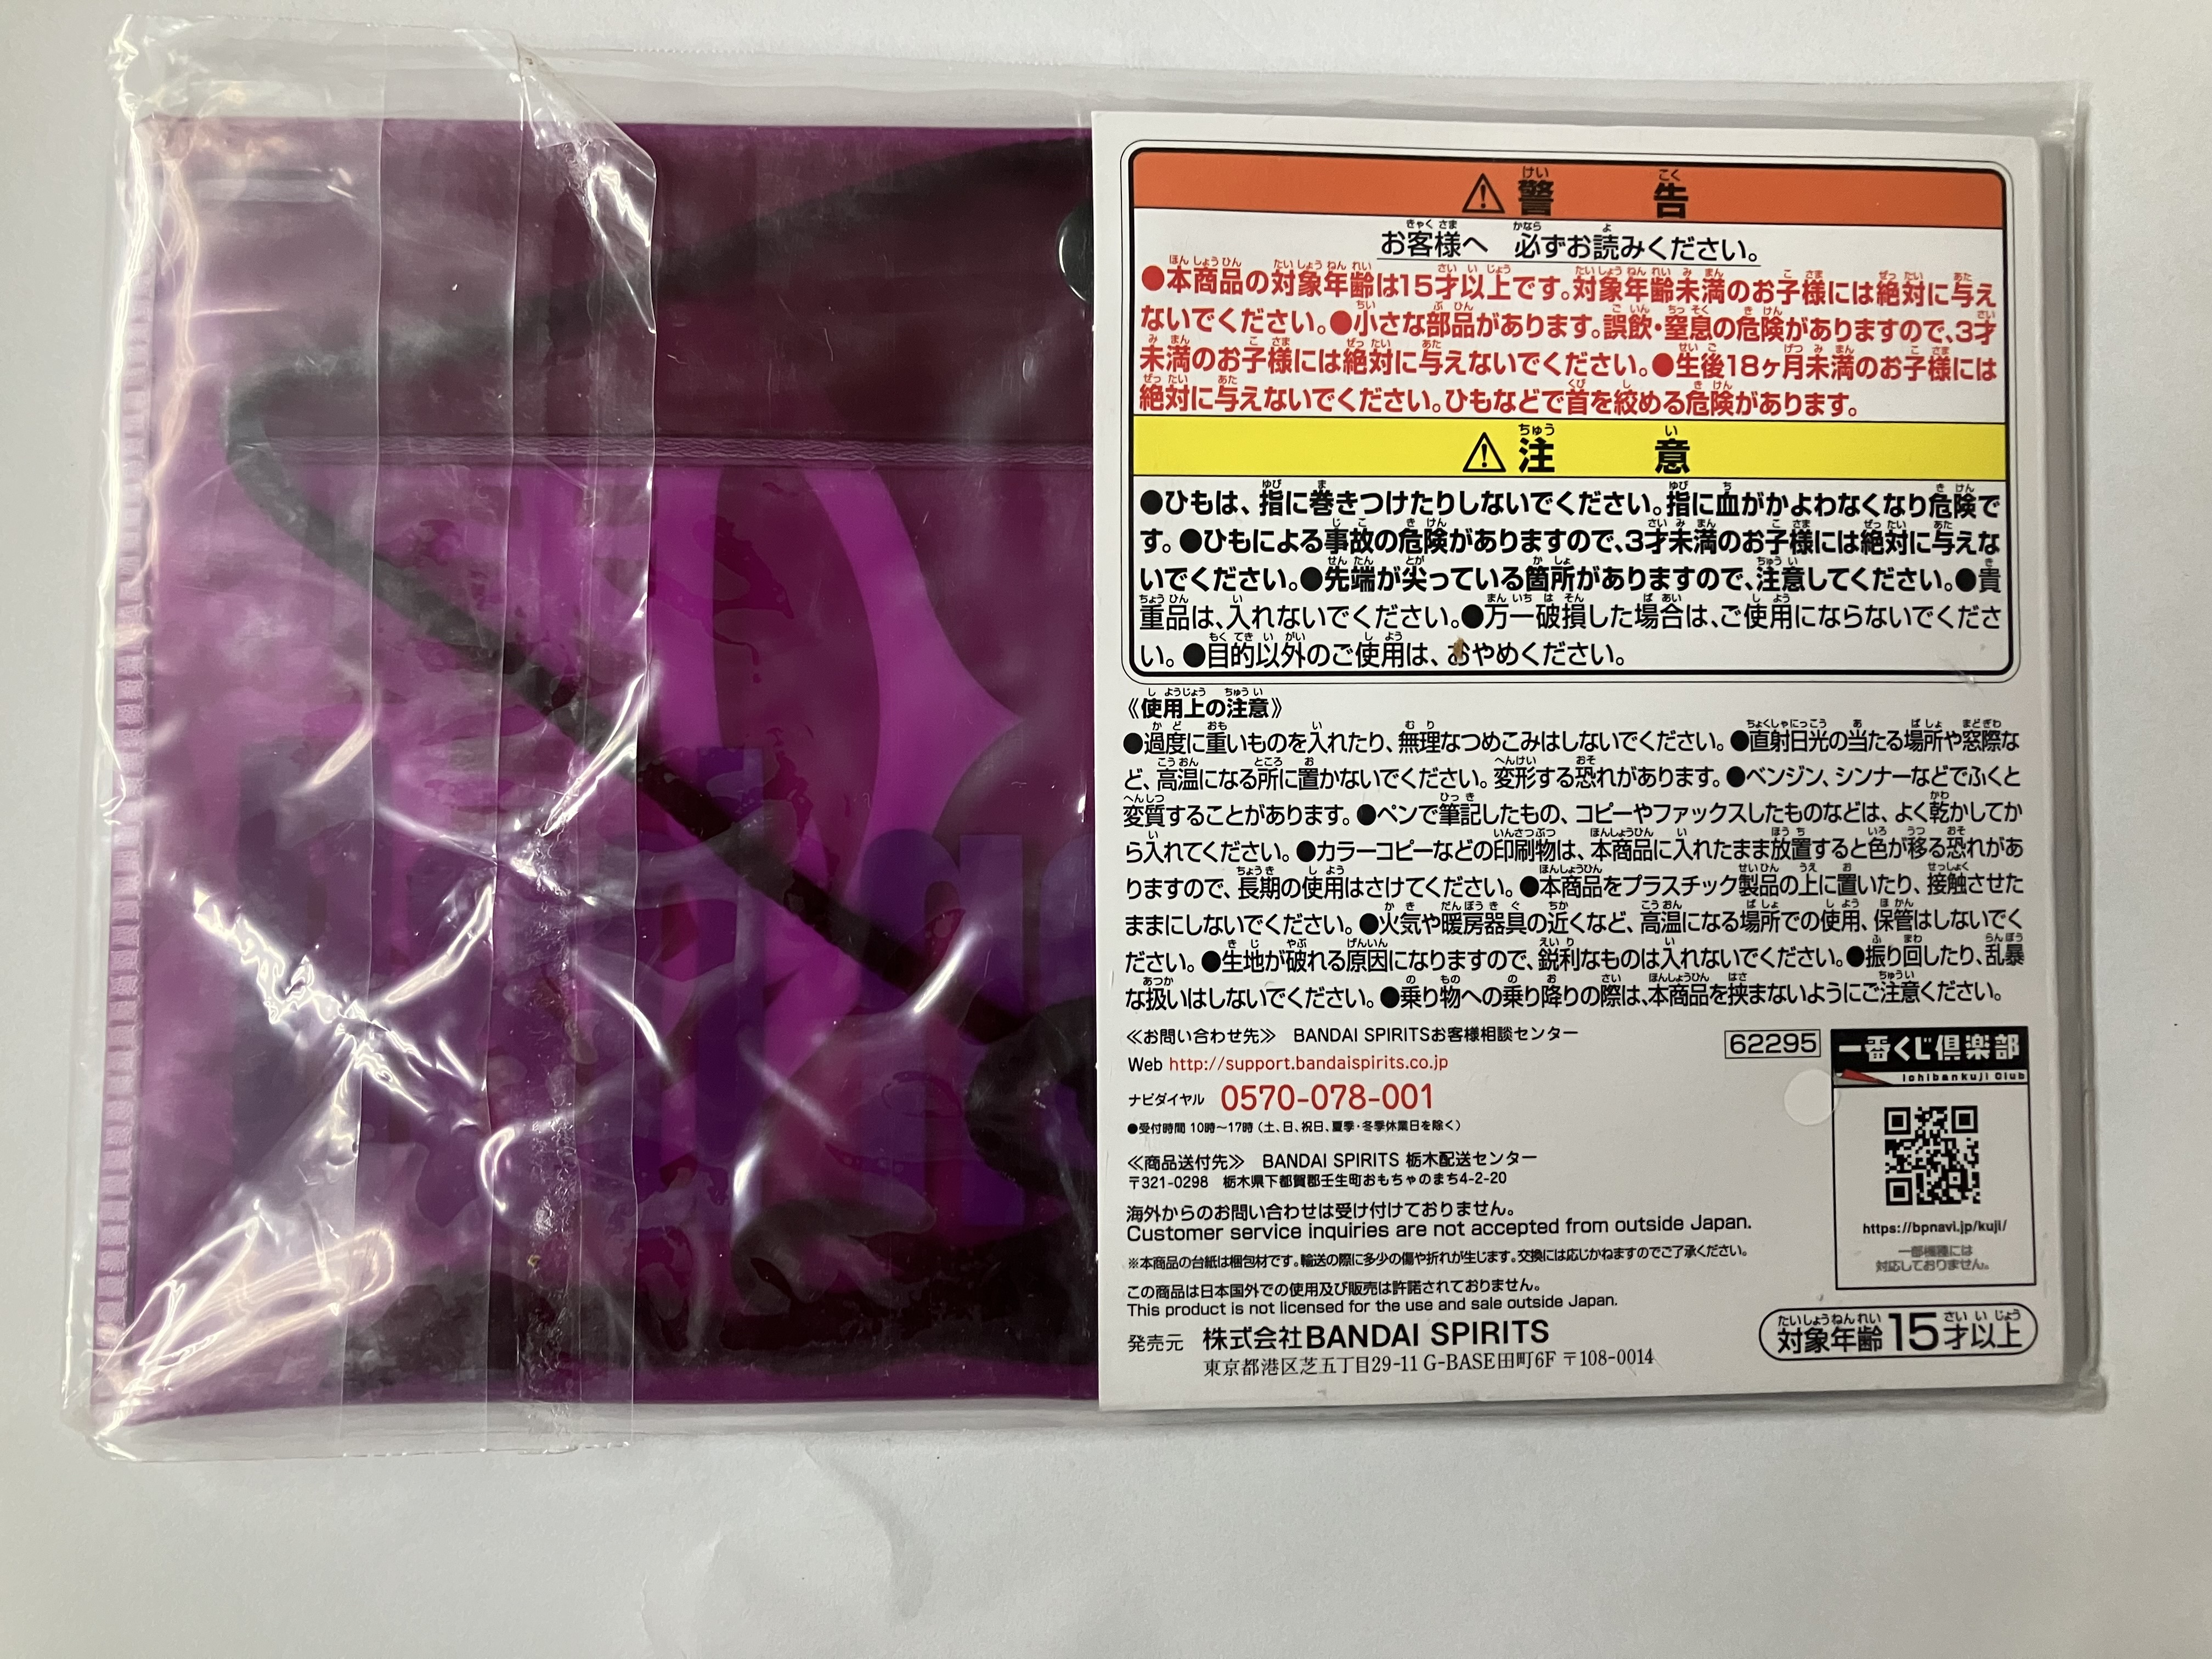 警告
お客様へ 必ずお読みください。
●本商品の対象年齢は15才以上です。対象年齢未満のお子様には絶対に与え
ないでください。●小さな部品があります。誤飲・窒息の危険がありますので、3才
未満のお子様には絶対に与えないでください。●生後18ヶ月未満のお子様には
絶対に与えないでください。ひもなどで首を絞める危険があります。
注意
●ひもは、指に巻きつけたりしないでください。指に血がかよわなくなり危険で
す。●ひもによる事故の危険がありますので、3才未満のお子様には絶対に与えな
いでください。●先端が尖っている箇所がありますので、注意してください。●貴
重品は、入れないでください。●万一破損した場合は、ご使用にならないでくださ
い。●目的以外のご使用は、おやめください。
《使用上の注意》
●過度に重いものを入れたり、無理なつめこみはしないでください。●直射日光の当たる場所や窓際な
ど、高温になる所に置かないでください。変形する恐れがあります。●ベンジン、シンナーなどでふくと
変質することがあります。●ペンで筆記したもの、コピーやファックスしたものなどは、よく乾かしてか
ら入れてください。●カラーコピーなどの印刷物は、本商品に入れたまま放置すると色が移る恐れがあ
りますので、長期の使用はさけてください。●本商品をプラスチック製品の上に置いたり、接触させた
ままにしないでください。●火気や暖房器具の近くなど、高温になる場所での使用、保管はしないでく
ださい。●生地が破れる原因になりますので、鋭利なものは入れないでください。●振り回したり、乱暴
な扱いはしないでください。●乗り物への乗り降りの際は、本商品を挟まないようにご注意ください。
≪お問い合わせ先≫ BANDAI SPIRITSお客様相談センター
Web http://support.bandaispirits.co.jp
ナビダイヤル 0570-078-001
●受付時間 10時〜17時（土、日、祝日、夏季・冬季休業日を除く）
≪商品送付先≫ BANDAI SPIRITS 栃木配送センター
〒321-0298 栃木県下都賀郡壬生町おもちゃのまち4-2-20
海外からのお問い合わせは受け付けておりません。
Customer service inquiries are not accepted from outside Japan.
※本商品の台紙は梱包材です。輸送の際に多少の傷や折れが生じます。交換には応じかねますのでご了承ください。
この商品は日本国外での使用及び販売は許諾されておりません。
This product is not licensed for the use and sale outside Japan.
発売元 株式会社BANDAI SPIRITS
東京都港区芝五丁目29-11 G-BASE田町6F 〒108-0014
62295
一番くじ倶楽部
Ichibankuji Club
https://bpnavi.jp/kuji/
一部機種には
対応しておりません。
対象年齢15才以上